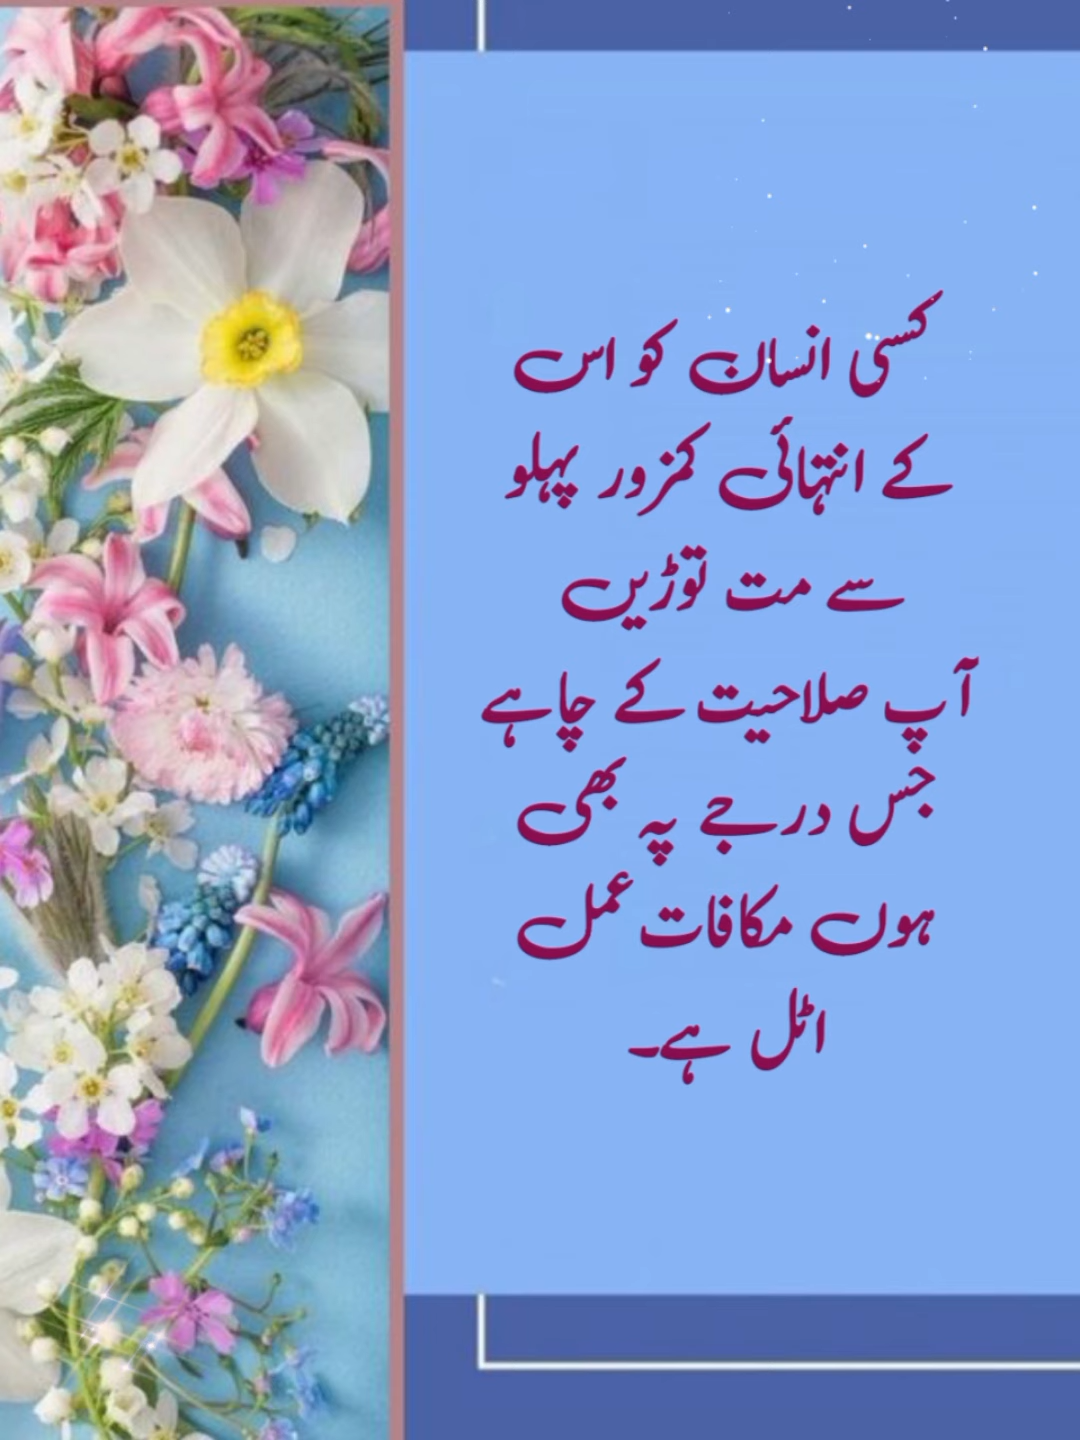 کسی انسان کو اس
کے انتہائی کمزور پہلو
سے مت توڑیں
آپ صلاحیت کے چاہے
جس درجے پہ بھی
ہوں مکافات عمل
اٹل ہے۔